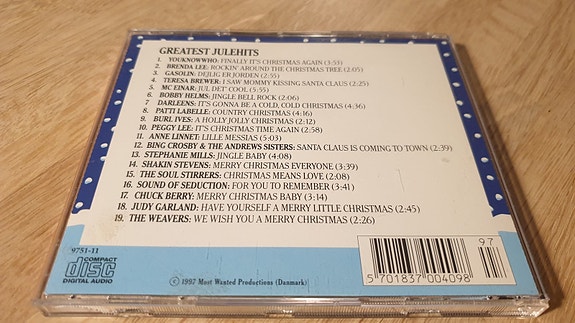 GREATEST JULEHITS
1. YOUKNOWWHO: FINALLY IT'S CHRISTMAS AGAIN (3:53)
2. BRENDA LEE: ROCKIN' AROUND THE CHRISTMAS TREE (2:05)
3. GASOLIN: DEJLIG ER JORDEN (2:55)
4. TERESA BREWER: I SAW MOMMY KISSING SANTA CLAUS (2:25)
5. MC EINAR: JUL DET' COOL (5:55)
6. BOBBY HELMS: JINGLE BELL ROCK (2:06)
7 DARLEENS: IT'S GONNA BE A COLD, COLD CHRISTMAS (4:36)
8. PATTI LABELLE: COUNTRY CHRISTMAS (4:16)
9. BURL IVES: A HOLLY JOLLY CHRISTMAS (2:12)
10. PEGGY LEE: IT'S CHRISTMAS TIME AGAIN (2:58)
11. ANNE LINNET: LILLE MESSIAS (5:03)
12. BING CROSBY & THE ANDREWS SISTERS: SANTA CLAUS IS COMING TO TOWN (2:39)
13. STEPHANIE MILLS: JINGLE BABY (4:08)
14. SHAKIN STEVENS: MERRY CHRISTMAS EVERYONE (3:39)
15. THE SOUL STIRRERS: CHRISTMAS MEANS LOVE (2:08)
16. SOUND OF SEDUCTION: FOR YOU TO REMEMBER (3:41)
17. CHUCK BERRY: MERRY CHRISTMAS BABY (3:14)
18. JUDY GARLAND: HAVE YOURSELF A MERRY LITTLE CHRISTMAS (2:45)
19. THE WEAVERS: WE WISH YOU A MERRY CHRISTMAS (2:26)
9751-11
COMPACT
disc
DIGITAL AUDIO
© 1997 Most Wanted Productions (Danmark)
97
5 701837 004098